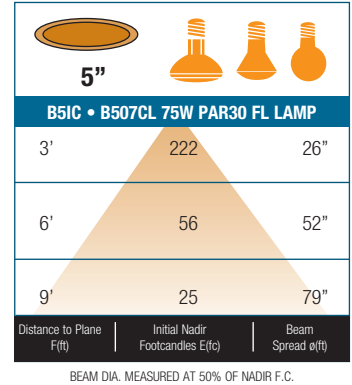 5”
B5IC • B507CL 75W PAR30 FL LAMP
3’ 222 26”
6’ 56 52”
9’ 25 79”
Distance to Plane F(ft) Initial Nadir Footcandles E(fc) Beam Spread ø(ft)
BEAM DIA. MEASURED AT 50% OF NADIR F.C.